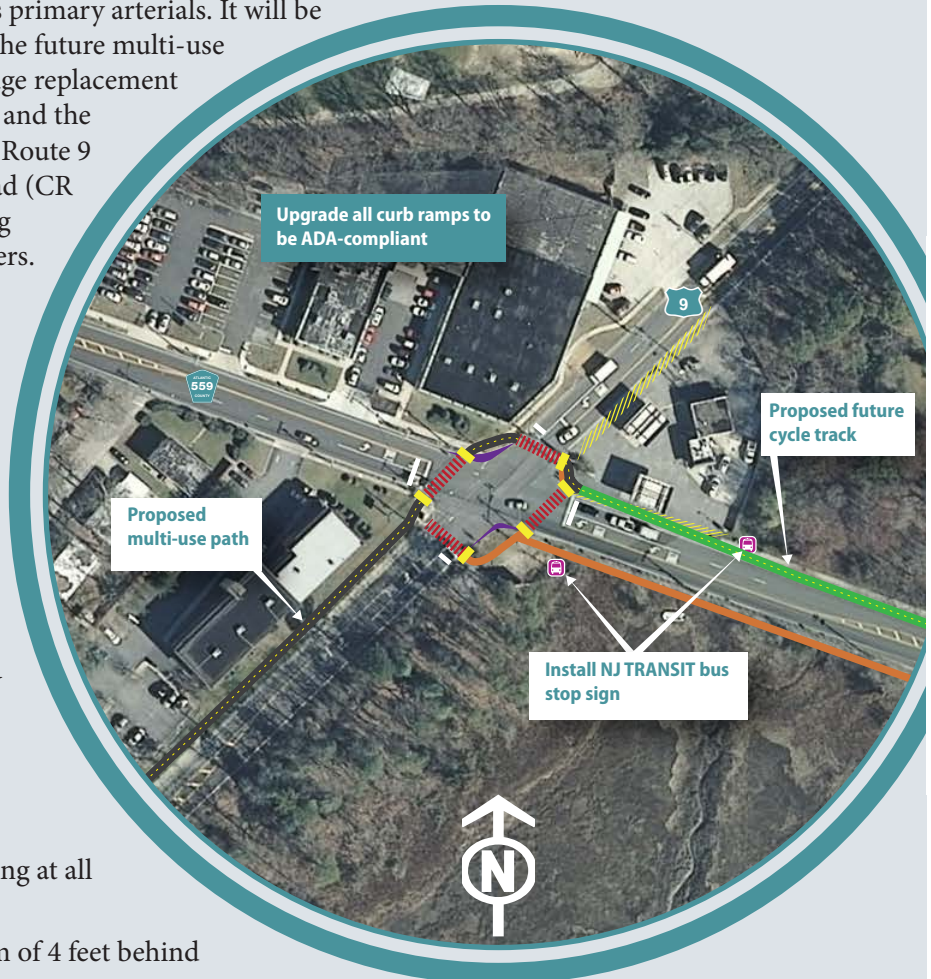 s primary arterials. It will be
he future multi-use
ge replacement
and the
Route 9
d (CR
g
ers.
Upgrade all curb ramps to
be ADA-compliant
9
ATLANTIC
559
COUNTY
Proposed future
cycle track
Proposed
multi-use path
Install NJ TRANSIT bus
stop sign
N
ng at all
n of 4 feet behind